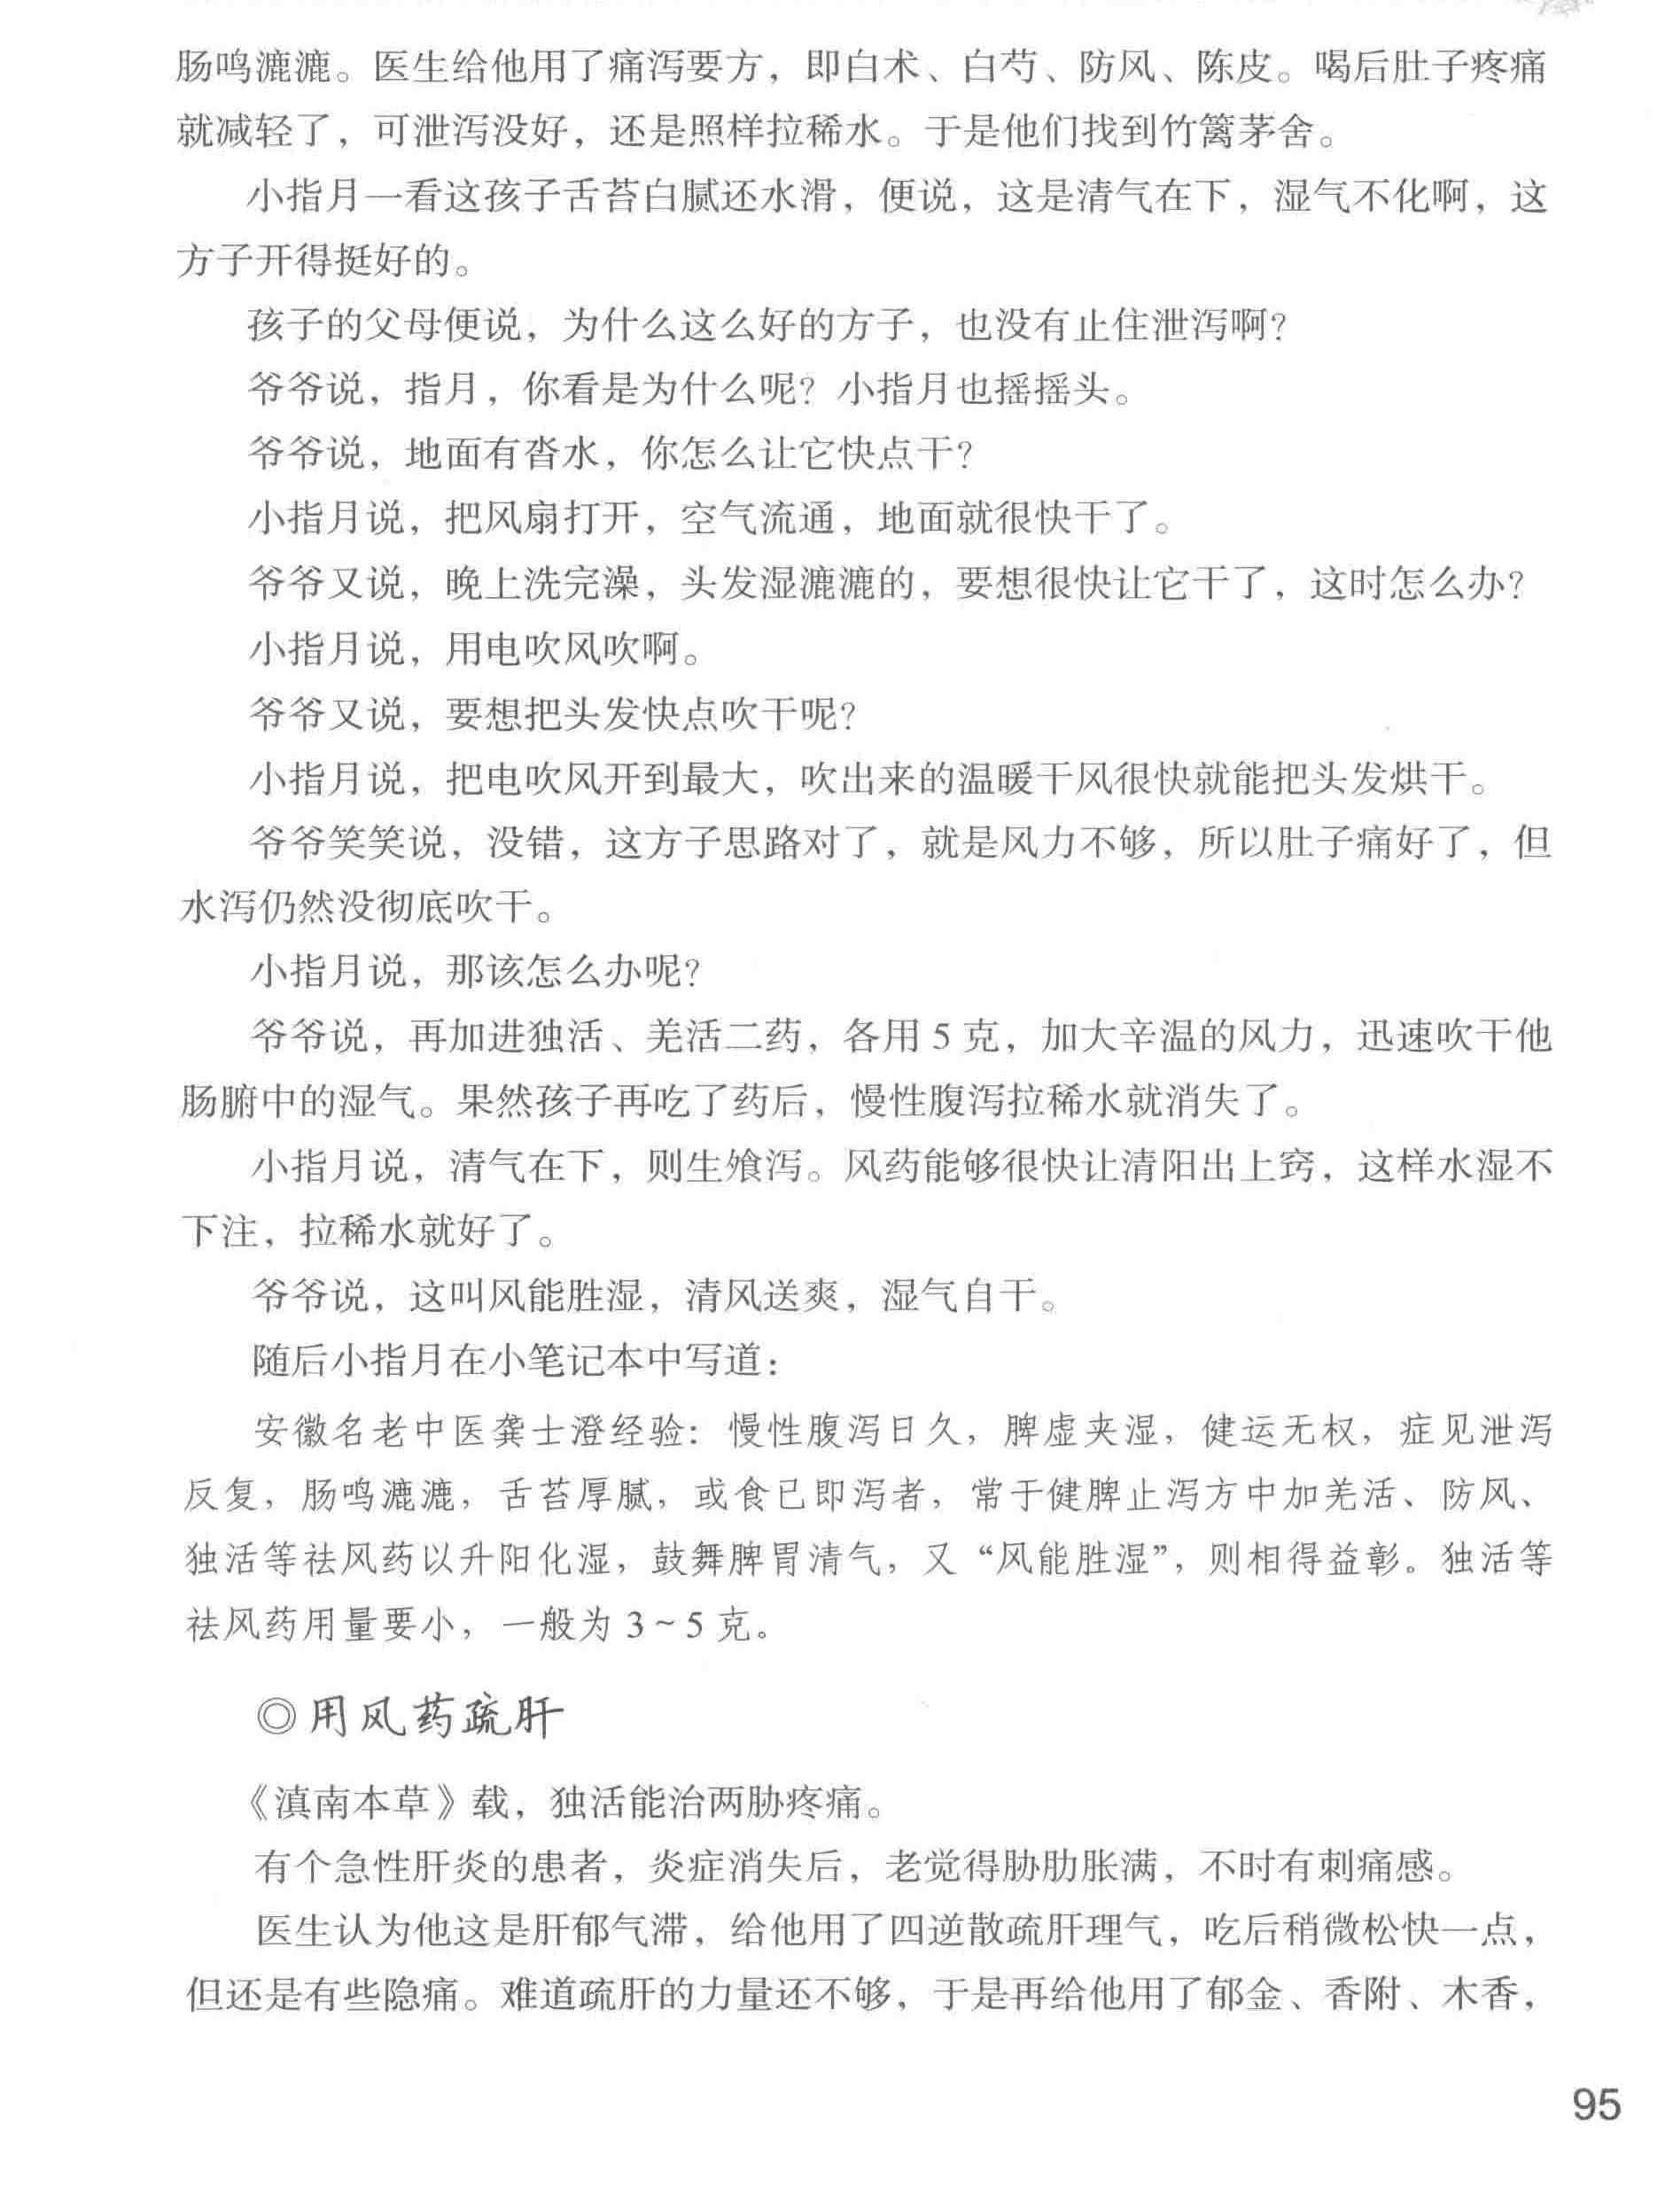 肠鸣漉漉。医生给他用了痛泻要方，即白术、白芍、防风、陈皮。喝后肚子疼痛
就减轻了，可泄泻没好，还是照样拉稀水。于是他们找到竹篱茅舍。
小指月一看这孩子舌苔白腻还水滑，便说，这是清气在下，湿气不化啊，这
方子开得挺好的。
孩子的父母便说，为什么这么好的方子，也没有止住泄泻啊？
爷爷说，指月，你看是为什么呢？小指月也摇摇头。
爷爷说，地面有沓水，你怎么让它快点干？
小指月说，把风扇打开，空气流通，地面就很快干了。
爷爷又说，晚上洗完澡，头发湿漉漉的，要想很快让它干了，这时怎么办？
小指月说，用电吹风吹啊。
爷爷又说，要想把头发快点吹干呢？
小指月说，把电吹风开到最大，吹出来的温暖干风很快就能把头发烘干。
爷爷笑笑说，没错，这方子思路对了，就是风力不够，所以肚子痛好了，但
水泻仍然没彻底吹干。
小指月说，那该怎么办呢？
爷爷说，再加进独活、羌活二药，各用 5 克，加大辛温的风力，迅速吹干他
肠腑中的湿气。果然孩子再吃了药后，慢性腹泻拉稀水就消失了。
小指月说，清气在下，则生飧泻。风药能够很快让清阳出上窍，这样水湿不
下注，拉稀水就好了。
爷爷说，这叫风能胜湿，清风送爽，湿气自干。
随后小指月在小笔记本中写道：
安徽名老中医龚士澄经验：慢性腹泻日久，脾虚夹湿，健运无权，症见泄泻
反复，肠鸣漉漉，舌苔厚腻，或食已即泻者，常于健脾止泻方中加羌活、防风、
独活等祛风药以升阳化湿，鼓舞脾胃清气，又“风能胜湿”，则相得益彰。独活等
祛风药用量要小，一般为 3～5 克。
◎用风药疏肝
《滇南本草》载，独活能治两胁疼痛。
有个急性肝炎的患者，炎症消失后，老觉得胁肋胀满，不时有刺痛感。
医生认为他这是肝郁气滞，给他用了四逆散疏肝理气，吃后稍微松快一点，
但还是有些隐痛。难道疏肝的力量还不够，于是再给他用了郁金、香附、木香，
95